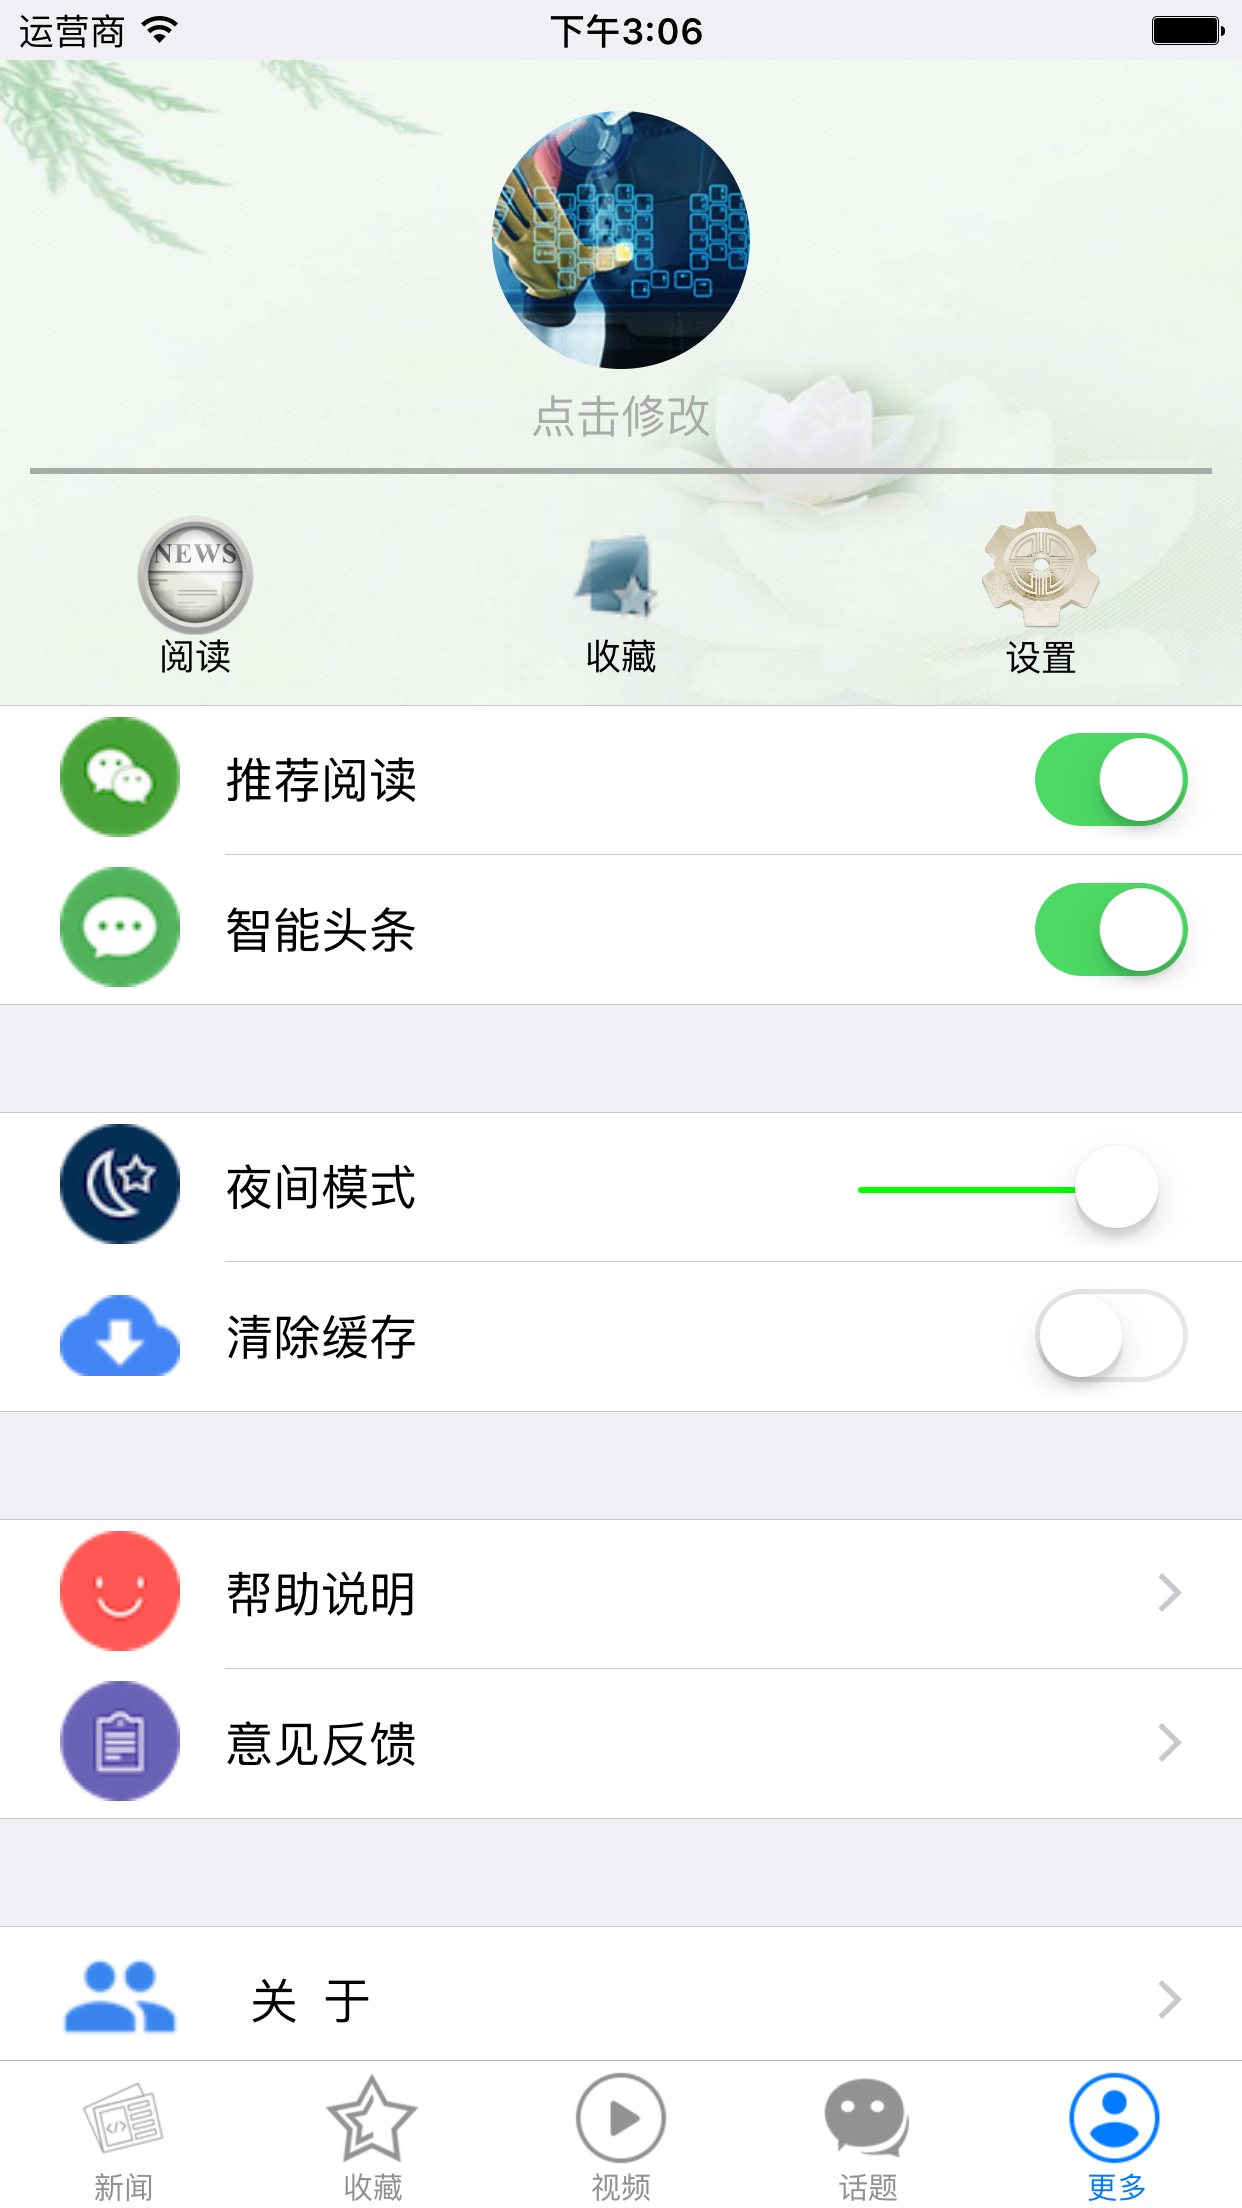 运营商 下午3:06
点击修改
NEWS
阅读 收藏 设置
推荐阅读
智能头条
夜间模式
清除缓存
帮助说明
意见反馈
关 于
新闻 收藏 视频 话题 更多